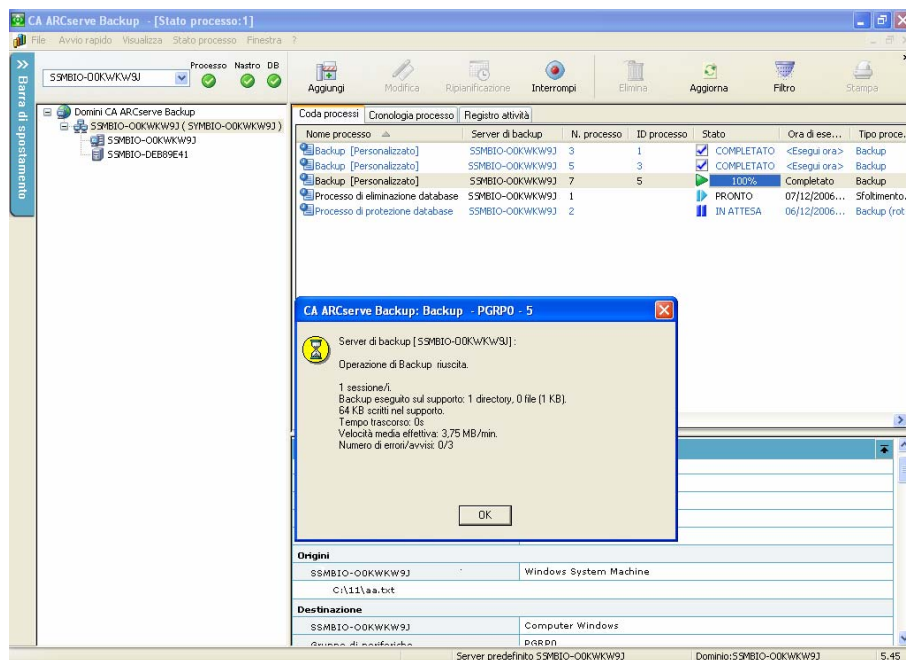 CA ARCserve Backup - [Stato processo:1]
File Avvio rapido Visualizza Stato processo Finestra ?
Barra di spostamento
SSMBIO-O0KWKW9J
Processo Nastro DB
Aggiungi Modifica Ripianificazione Interrompi Elimina Aggiorna Filtro Stampa
Domini CA ARCserve Backup
SSMBIO-O0KWKW9J ( SYMBIO-O0KWKW9J )
SSMBIO-O0KWKW9J
SSMBIO-DEB89E41
Coda processi Cronologia processo Registro attività
Nome processo Server di backup N. processo ID processo Stato Ora di ese... Tipo proce.
Backup [Personalizzato] SSMBIO-O0KWKW9J 3 1 COMPLETATO <Esegui ora> Backup
Backup [Personalizzato] SSMBIO-O0KWKW9J 5 3 COMPLETATO <Esegui ora> Backup
Backup [Personalizzato] SSMBIO-O0KWKW9J 7 5 100% Completato Backup
Processo di eliminazione database SSMBIO-O0KWKW9J 1 PRONTO 07/12/2006... Sfoltimento.
Processo di protezione database SSMBIO-O0KWKW9J 2 IN ATTESA 06/12/2006... Backup (rot
CA ARCserve Backup: Backup - PGRP0 - 5
Server di backup [SSMBIO-O0KWKW9J] :
Operazione di Backup riuscita.
1 sessione/i.
Backup eseguito sul supporto: 1 directory, 0 file (1 KB).
64 KB scritti nel supporto.
Tempo trascorso: 0s
Velocità media effettiva: 3,75 MB/min.
Numero di errori/avvisi: 0/3
OK
Origini
SSMBIO-O0KWKW9J Windows System Machine
C:\11\aa.txt
Destinazione
SSMBIO-O0KWKW9J Computer Windows
Gruppo di periferiche PGRP0
Server predefinito SSMBIO-O0KWKW9J Dominio:SSMBIO-O0KWKW9J 5.45